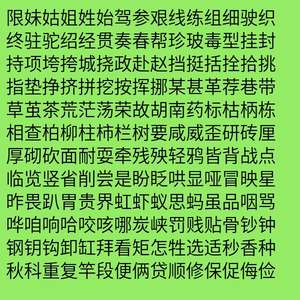 限妹姑姐姓始驾参艰线练组细驶织
终驻驼绍经贯奏春帮珍玻毒型挂封
持项垮挎城挠政赴赵挡挺括拴拾挑
指垫挣挤拼挖按挥挪某甚革荐巷带
草茧茶荒茫荡荣故胡南药标枯柄栋
相查柏柳柱柿栏树要咸威歪研砖厘
厚砌砍面耐耍牵残殃轻鸦皆背战点
临览竖省削尝是盼眨哄显哑冒映星
昨畏趴胃贵界虹虾蚁思蚂虽品咽骂
哗咱响哈咬咳哪炭峡罚贱贴骨钞钟
钢钥钩卸缸拜看矩怎牲选适秒香种
秋科重复竿段便俩贷顺修保促侮俭